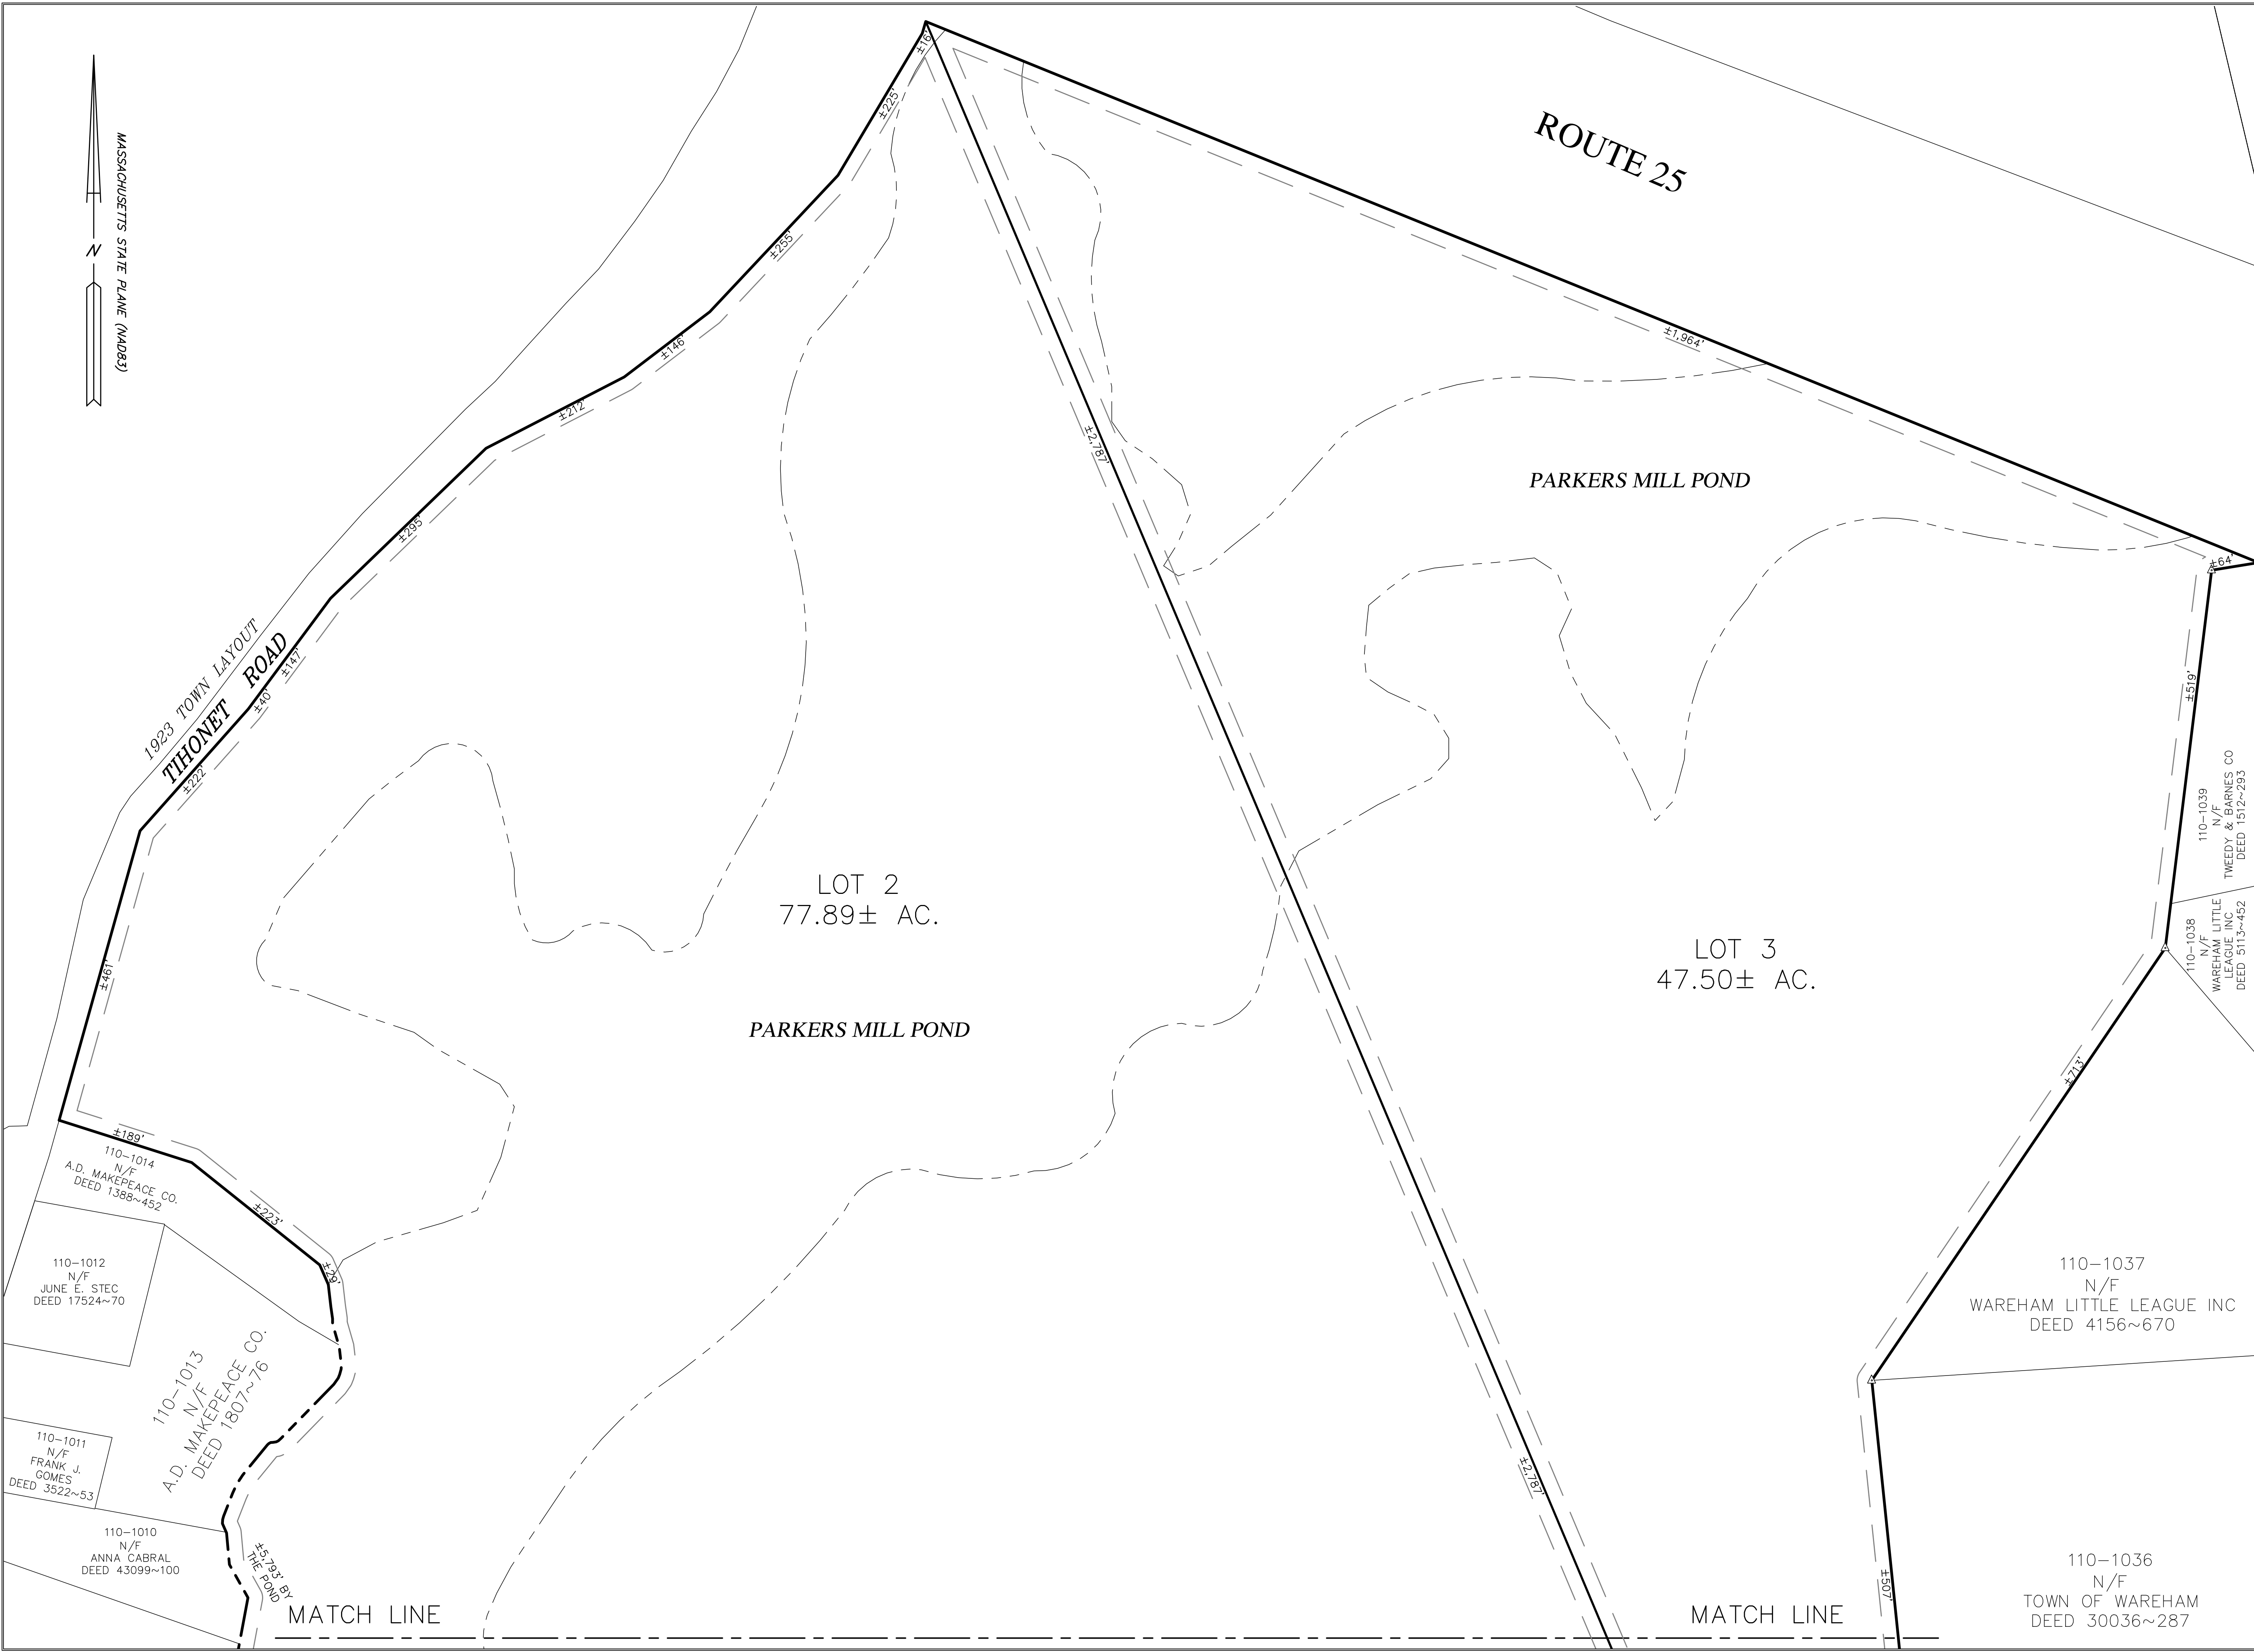 MASSACHUSETTS STATE PLANE (NAD83)
N
ROUTE 25
±16'
±225'
±255'
±146'
±212'
±295'
±147'
±40'
±222'
±461'
1923 TOWN LAYOUT
TIHONET ROAD
±1,964'
±2,787'
PARKERS MILL POND
±64'
±519'
110-1039
N/F
TWEEDY & BARNES CO
DEED 1512~293
110-1038
N/F
WAREHAM LITTLE
LEAGUE INC
DEED 5113~452
LOT 2
77.89± AC.
LOT 3
47.50± AC.
PARKERS MILL POND
±713'
±189'
110-1014
N/F
A.D. MAKEPEACE CO.
DEED 1388~452
±223'
±29'
110-1012
N/F
JUNE E. STEC
DEED 17524~70
110-1037
N/F
WAREHAM LITTLE LEAGUE INC
DEED 4156~670
110-1013
N/F
A.D. MAKEPEACE CO.
DEED 1807~76
110-1011
N/F
FRANK J.
GOMES
DEED 3522~53
±2,787'
110-1010
N/F
ANNA CABRAL
DEED 43099~100
±5,793' BY
THE POND
±507'
110-1036
N/F
TOWN OF WAREHAM
DEED 30036~287
MATCH LINE
MATCH LINE